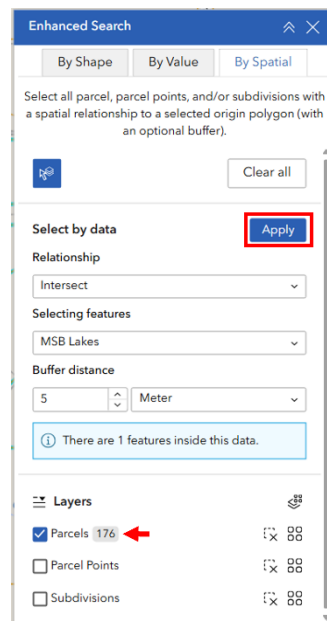 Enhanced Search
By Shape By Value By Spatial
Select all parcel, parcel points, and/or subdivisions with
a spatial relationship to a selected origin polygon (with
an optional buffer).
Clear all
Select by data Apply
Relationship
Intersect
Selecting features
MSB Lakes
Buffer distance
5 Meter
There are 1 features inside this data.
Layers
Parcels 176
Parcel Points
Subdivisions